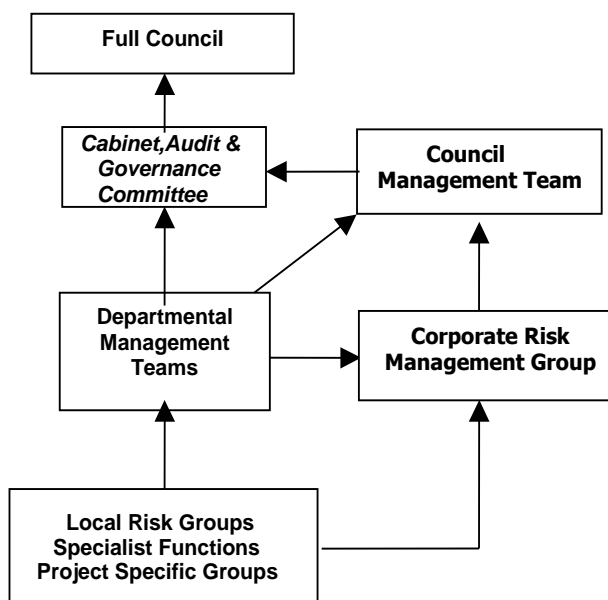 Full Council
Cabinet,Audit &
Governance
Committee
Council
Management Team
Departmental
Management
Teams
Corporate Risk
Management Group
Local Risk Groups
Specialist Functions
Project Specific Groups